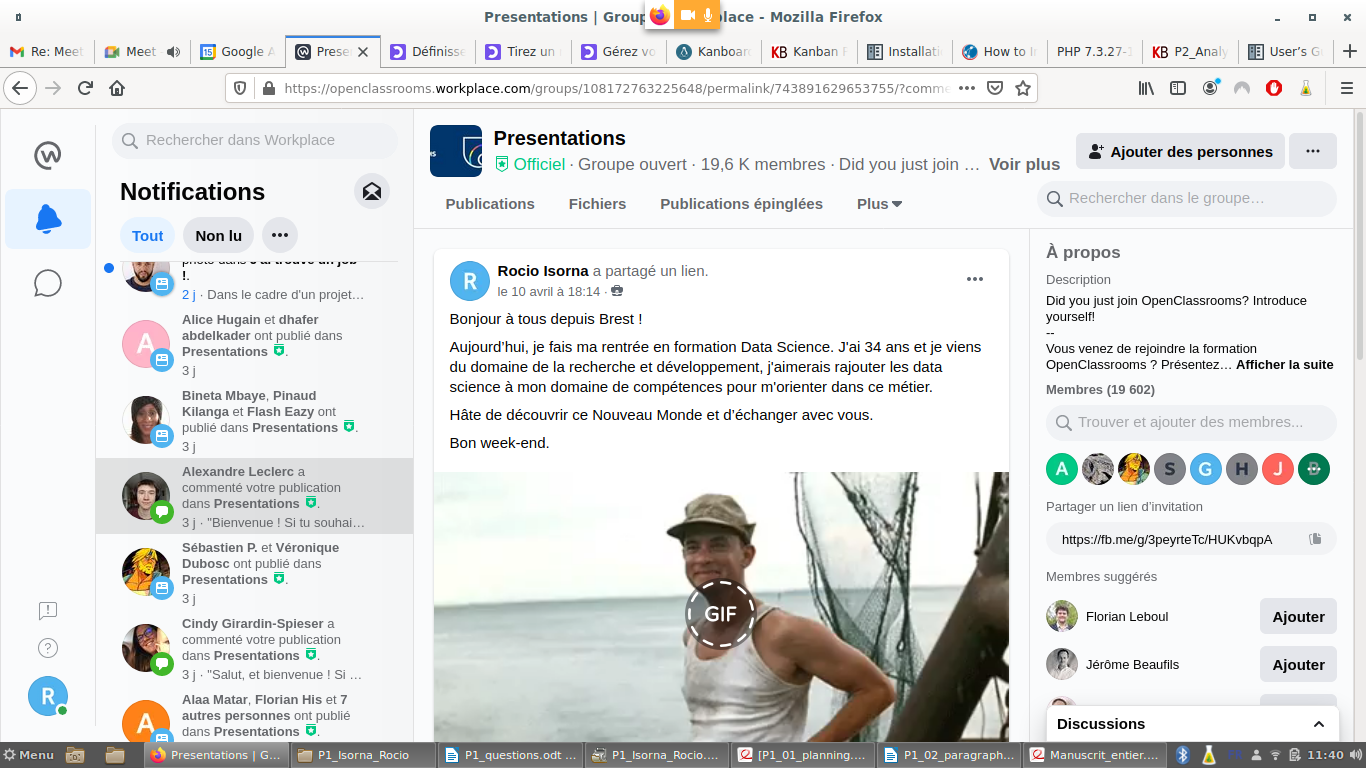 Presentations | Grou place - Mozilla Firefox
Re: Meet
Meet
Google A
Prese
Définisse
Tirez un
Gérez vo
Kanboar
Kanban F
Installati
How to In
PHP 7.3.27-1
P2_Analy
User's G
https://openclassrooms.workplace.com/groups/108172763225648/permalink/743891629653755/?comme
Rechercher dans Workplace
Notifications
Tout
Non lu
!.
2 j · Dans le cadre d'un projet…
Alice Hugain et dhafer
abdelkader ont publié dans
Presentations .
3 j
Bineta Mbaye, Pinaud
Kilanga et Flash Eazy ont
publié dans Presentations .
3 j
Alexandre Leclerc a
commenté votre publication
dans Presentations .
3 j · "Bienvenue ! Si tu souhai…
Sébastien P. et Véronique
Dubosc ont publié dans
Presentations .
3 j
Cindy Girardin-Spieser a
commenté votre publication
dans Presentations .
3 j · "Salut, et bienvenue ! Si …
Alaa Matar, Florian His et 7
autres personnes ont publié
dans Presentations .
A
A
R
Presentations
Officiel · Groupe ouvert · 19,6 K membres · Did you just join … Voir plus
Ajouter des personnes
Publications
Fichiers
Publications épinglées
Plus
Rechercher dans le groupe…
R
Rocio Isorna a partagé un lien.
le 10 avril à 18:14 ·
Bonjour à tous depuis Brest !
Aujourd'hui, je fais ma rentrée en formation Data Science. J'ai 34 ans et je viens
du domaine de la recherche et développement, j'aimerais rajouter les data
science à mon domaine de compétences pour m'orienter dans ce métier.
Hâte de découvrir ce Nouveau Monde et d'échanger avec vous.
Bon week-end.
GIF
À propos
Description
Did you just join OpenClassrooms? Introduce
yourself!
--
Vous venez de rejoindre la formation
OpenClassrooms ? Présentez… Afficher la suite
Membres (19 602)
Trouver et ajouter des membres...
A
S
G
H
J
B
Partager un lien d'invitation
https://fb.me/g/3peyrteTc/HUKvbqpA
Membres suggérés
Florian Leboul
Ajouter
Jérôme Beaufils
Ajouter
Discussions
Menu
Presentations | G…
P1_Isorna_Rocio
P1_questions.odt …
P1_Isorna_Rocio.…
[P1_01_planning.…
P1_02_paragraph…
Manuscrit_entier.…
11:40